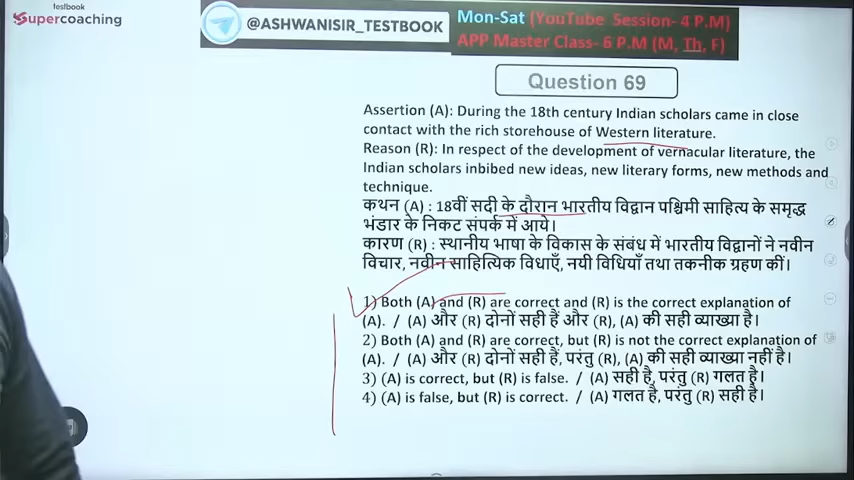 testbook
Supercoaching
@ASHWANISIR_TESTBOOK
Mon-Sat (YouTube Session- 4 P.M)
APP Master Class- 6 P.M (M, Th, F)
Question 69
Assertion (A): During the 18th century Indian scholars came in close
contact with the rich storehouse of Western literature.
Reason (R): In respect of the development of vernacular literature, the
Indian scholars inbibed new ideas, new literary forms, new methods and
technique.
कथन (A) : 18वीं सदी के दौरान भारतीय विद्वान पश्चिमी साहित्य के समृद्ध
भंडार के निकट संपर्क में आये।
कारण (R) : स्थानीय भाषा के विकास के संबंध में भारतीय विद्वानों ने नवीन
विचार, नवीन साहित्यिक विधाएँ, नयी विधियाँ तथा तकनीक ग्रहण कीं।
1) Both (A) and (R) are correct and (R) is the correct explanation of
(A). / (A) और (R) दोनों सही हैं और (R), (A) की सही व्याख्या है।
2) Both (A) and (R) are correct, but (R) is not the correct explanation of
(A). / (A) और (R) दोनों सही हैं, परंतु (R), (A) की सही व्याख्या नहीं है।
3) (A) is correct, but (R) is false. / (A) सही है, परंतु (R) गलत है।
4) (A) is false, but (R) is correct. / (A) गलत है, परंतु (R) सही है।